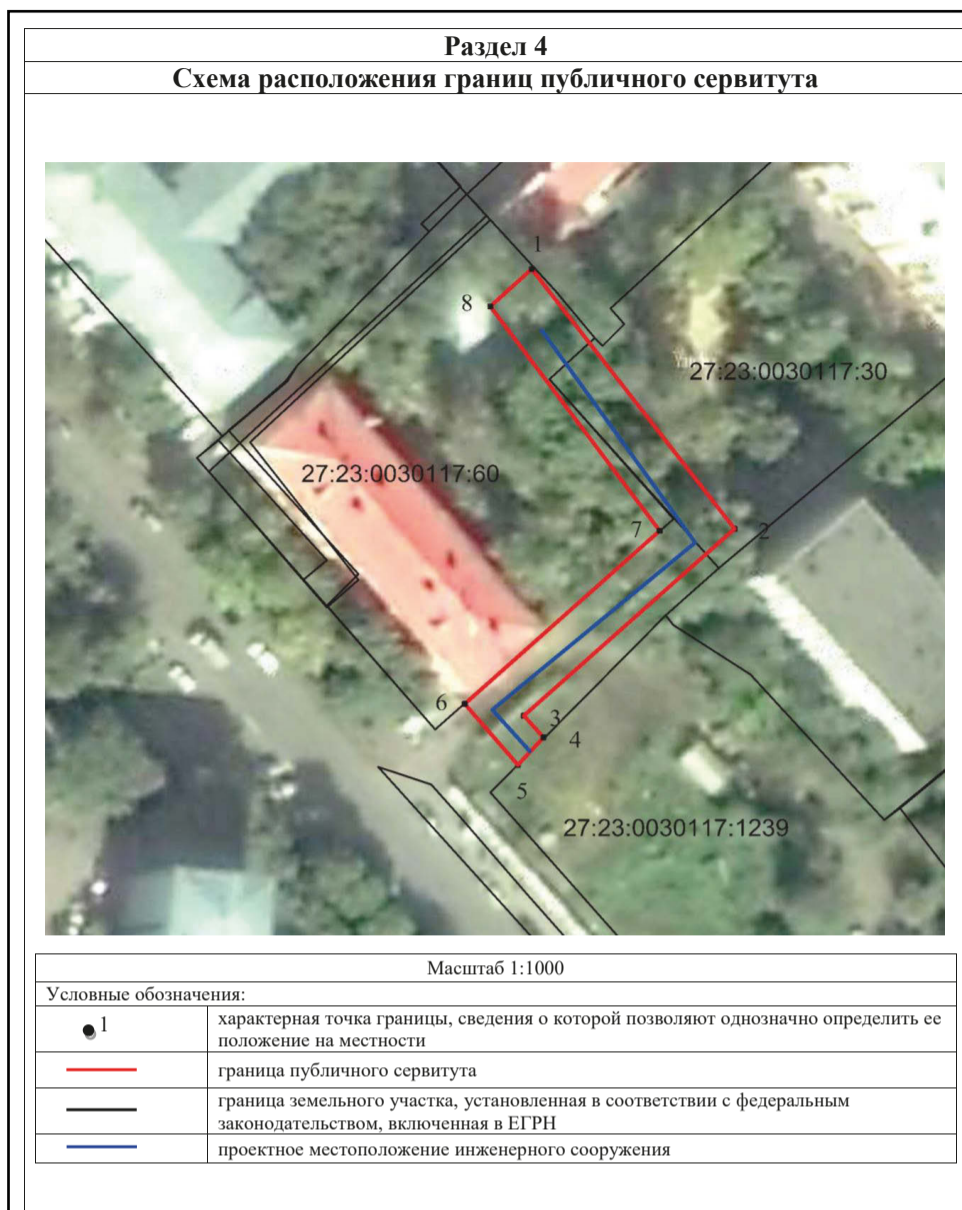 Раздел 4
Схема расположения границ публичного сервитута
1
8
27:23:0030117:30
27:23:0030117:60
7
2
6
3
4
5
27:23:0030117:1239
Масштаб 1:1000
Условные обозначения:
1
характерная точка границы, сведения о которой позволяют однозначно определить ее
положение на местности
граница публичного сервитута
граница земельного участка, установленная в соответствии с федеральным
законодательством, включенная в ЕГРН
проектное местоположение инженерного сооружения